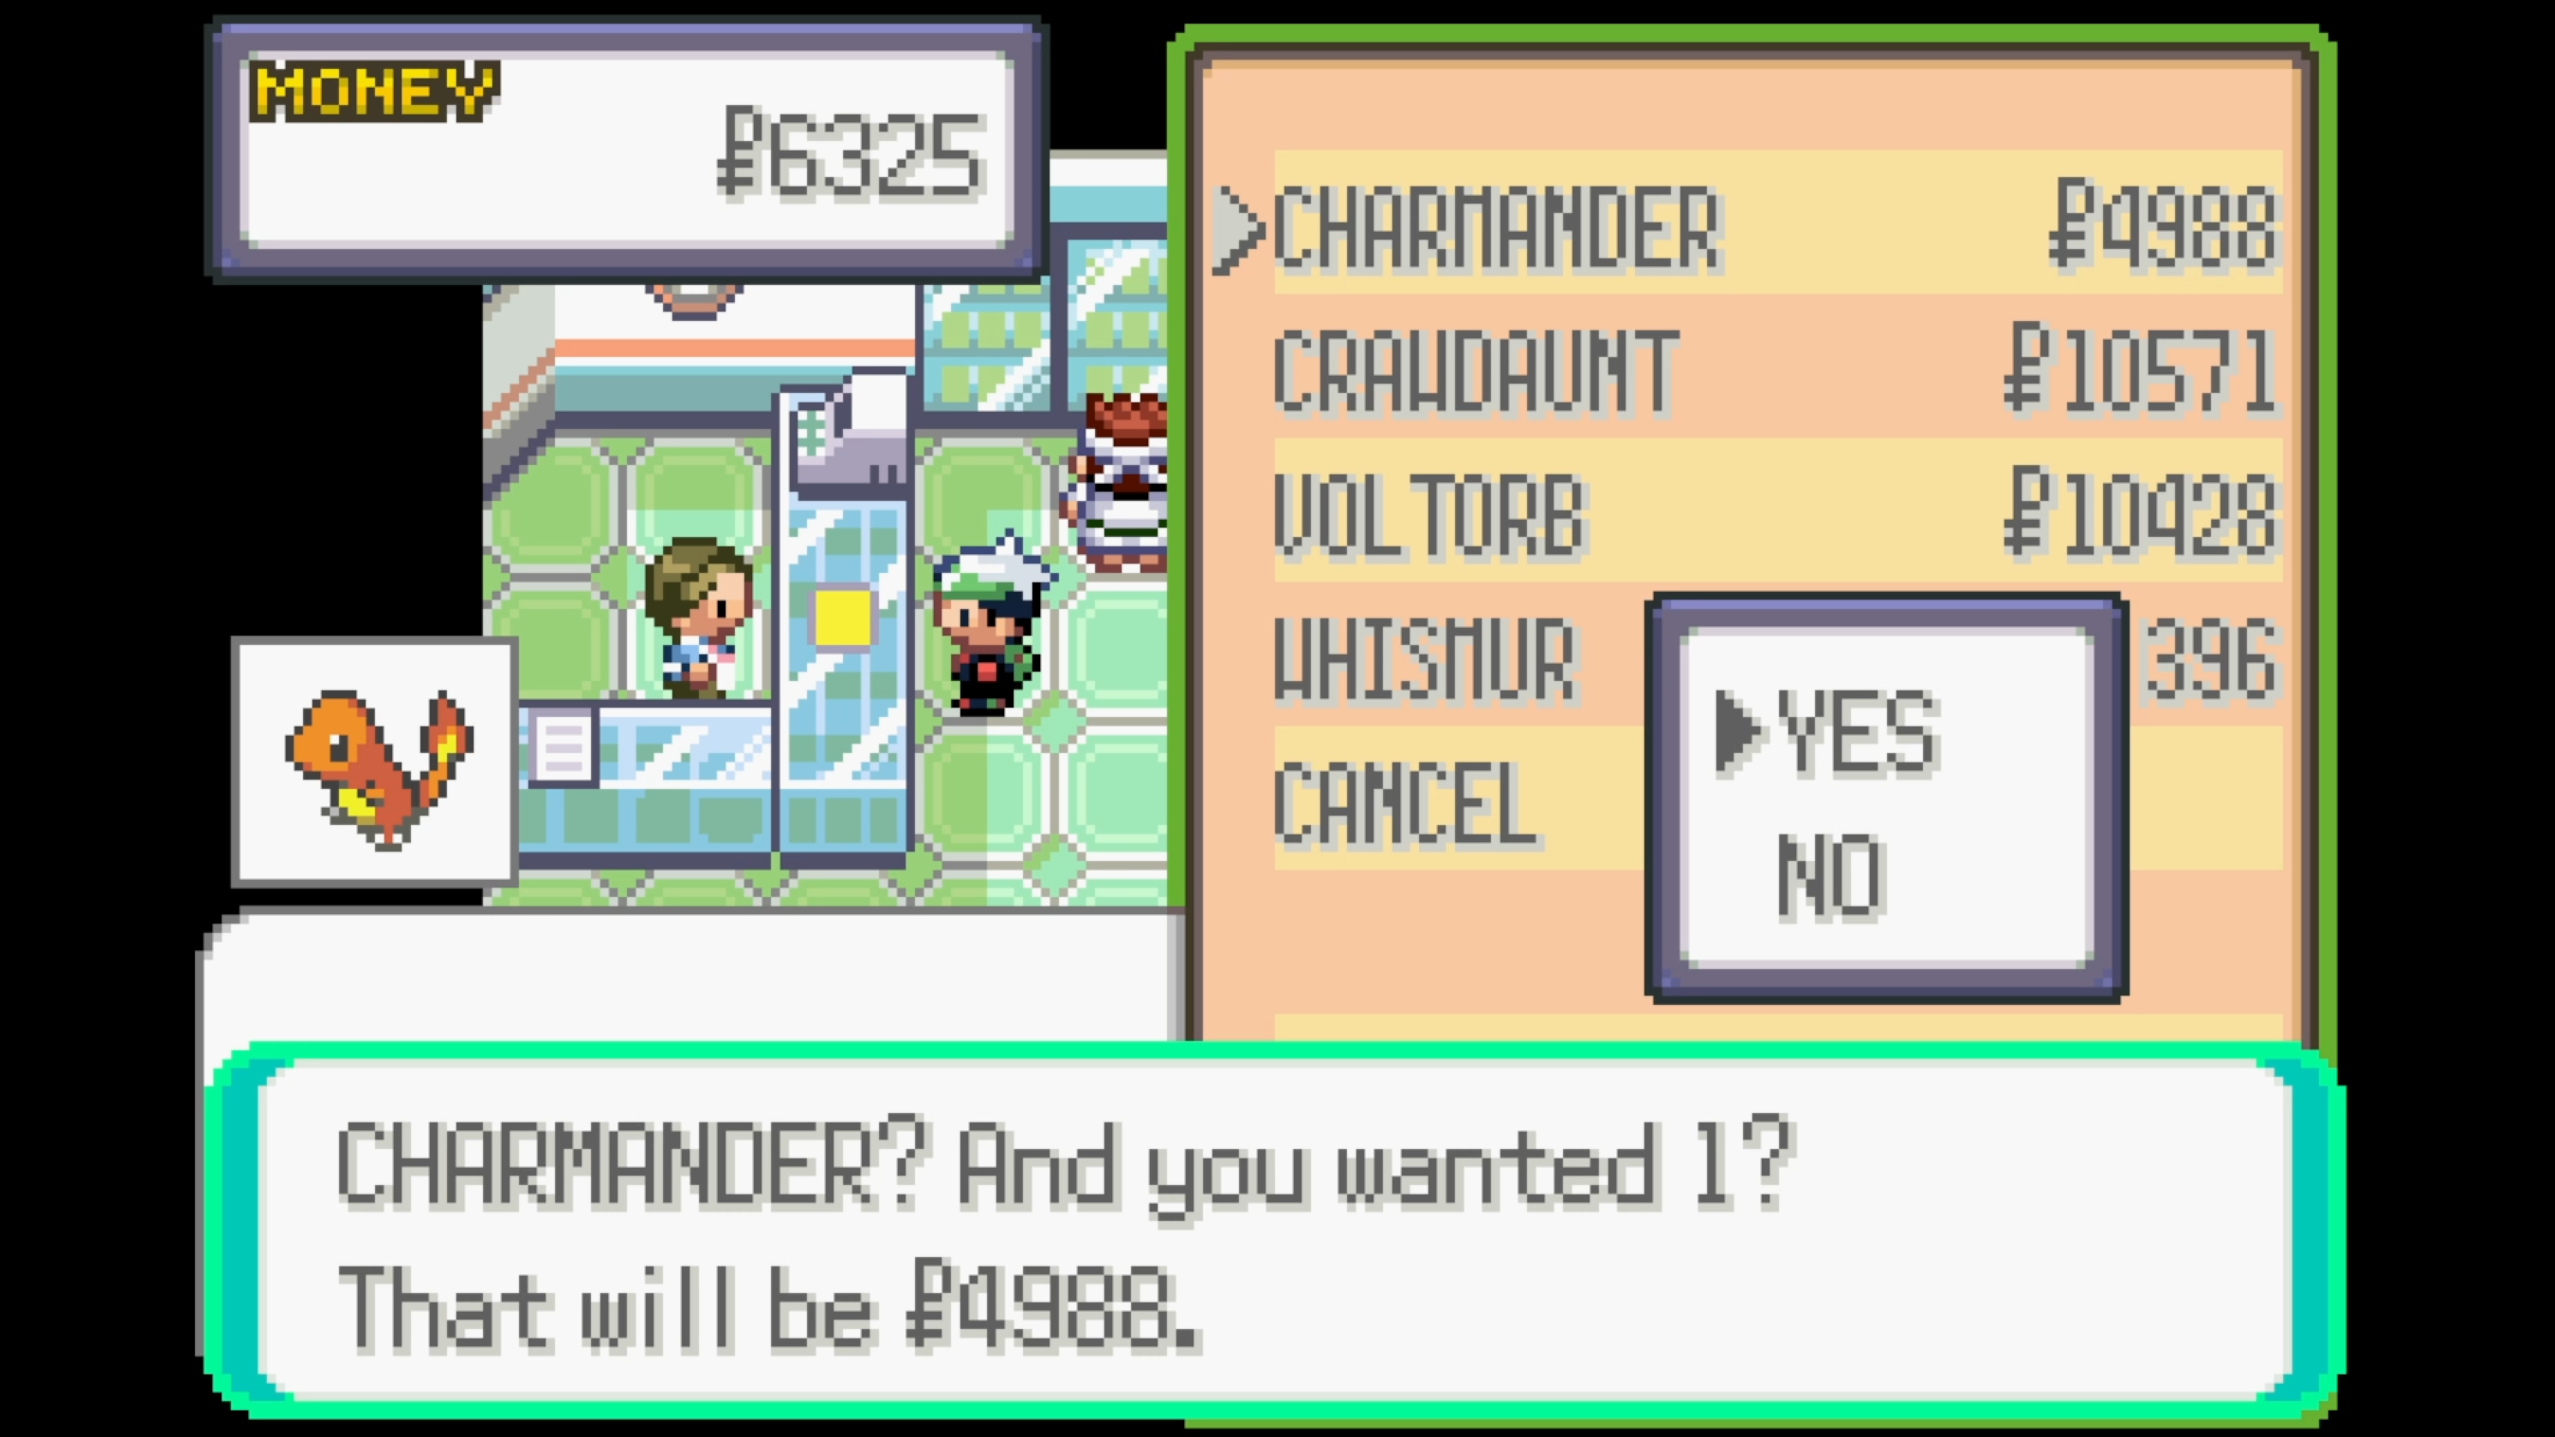 MONEY
₽6325
CHARMANDER ₽4988
CRAWDAUNT ₽10571
VOLTORB ₽10428
WHISMUR 396
CANCEL
YES
NO
CHARMANDER? And you wanted 1?
That will be ₽4988.